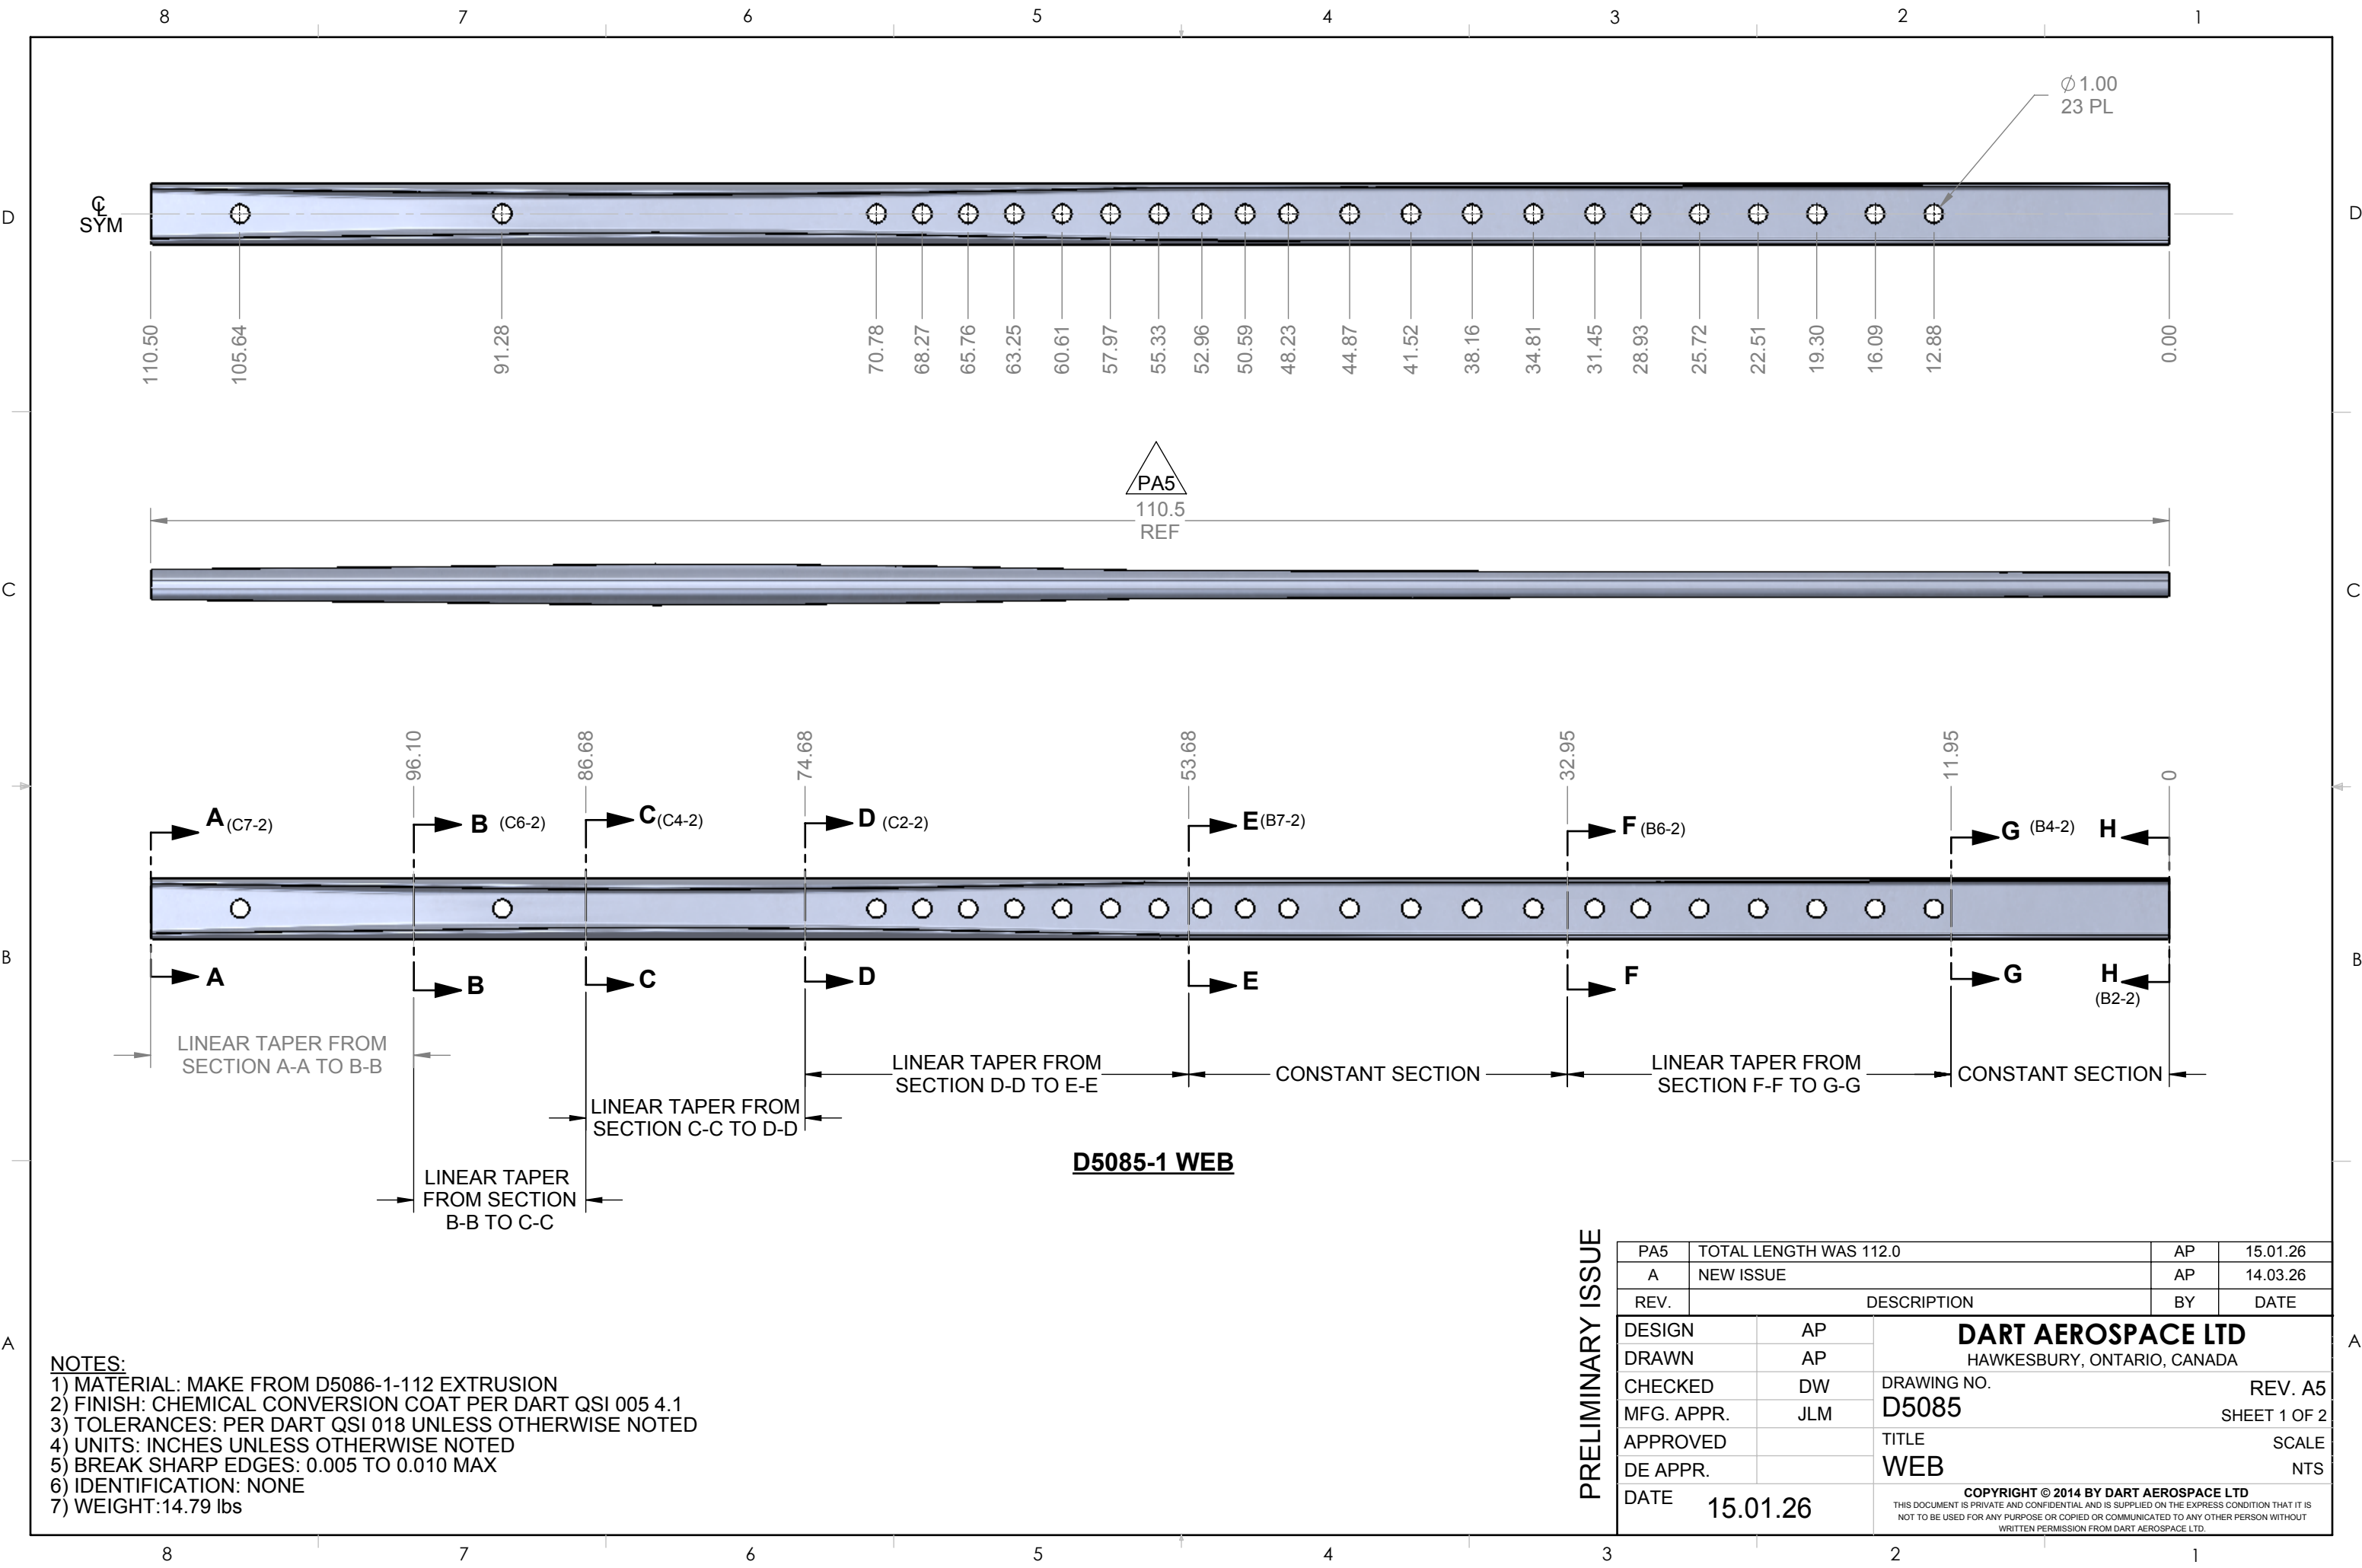 8 7 6 5 4 3 2 1
D
D
C
C
B
B
A
A
⌀1.00
23 PL
℄
SYM
110.50
105.64
91.28
70.78
68.27
65.76
63.25
60.61
57.97
55.33
52.96
50.59
48.23
44.87
41.52
38.16
34.81
31.45
28.93
25.72
22.51
19.30
16.09
12.88
0.00
PA5
110.5
REF
96.10
86.68
74.68
53.68
32.95
11.95
0
A (C7-2)
B (C6-2)
C (C4-2)
D (C2-2)
E (B7-2)
F (B6-2)
G (B4-2)
H
A
B
C
D
E
F
G
H
(B2-2)
LINEAR TAPER FROM
SECTION A-A TO B-B
LINEAR TAPER
FROM SECTION
B-B TO C-C
LINEAR TAPER FROM
SECTION C-C TO D-D
LINEAR TAPER FROM
SECTION D-D TO E-E
CONSTANT SECTION
LINEAR TAPER FROM
SECTION F-F TO G-G
CONSTANT SECTION
D5085-1 WEB
NOTES:
1) MATERIAL: MAKE FROM D5086-1-112 EXTRUSION
2) FINISH: CHEMICAL CONVERSION COAT PER DART QSI 005 4.1
3) TOLERANCES: PER DART QSI 018 UNLESS OTHERWISE NOTED
4) UNITS: INCHES UNLESS OTHERWISE NOTED
5) BREAK SHARP EDGES: 0.005 TO 0.010 MAX
6) IDENTIFICATION: NONE
7) WEIGHT:14.79 lbs
PRELIMINARY ISSUE
PA5 TOTAL LENGTH WAS 112.0 AP 15.01.26
A NEW ISSUE AP 14.03.26
REV. DESCRIPTION BY DATE
DESIGN AP
DRAWN AP
CHECKED DW
MFG. APPR. JLM
APPROVED
DE APPR.
DATE 15.01.26
DART AEROSPACE LTD
HAWKESBURY, ONTARIO, CANADA
DRAWING NO. REV. A5
D5085 SHEET 1 OF 2
TITLE SCALE
WEB NTS
COPYRIGHT © 2014 BY DART AEROSPACE LTD
THIS DOCUMENT IS PRIVATE AND CONFIDENTIAL AND IS SUPPLIED ON THE EXPRESS CONDITION THAT IT IS
NOT TO BE USED FOR ANY PURPOSE OR COPIED OR COMMUNICATED TO ANY OTHER PERSON WITHOUT
WRITTEN PERMISSION FROM DART AEROSPACE LTD.
8 7 6 5 4 3 2 1